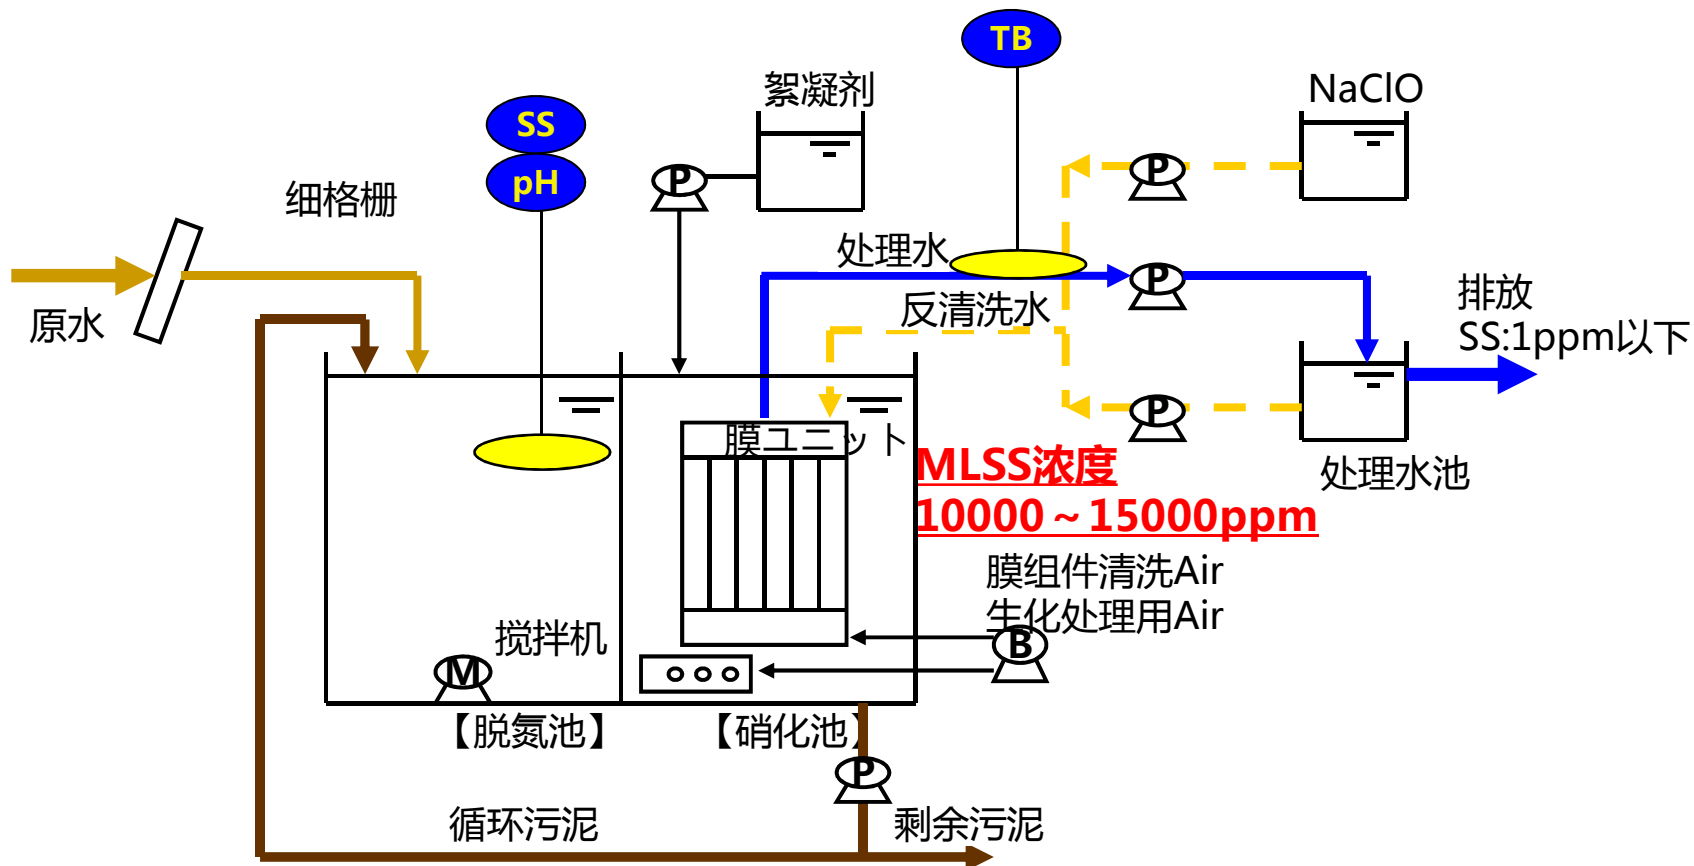 TB
絮凝剂
NaClO
SS
pH
P
P
细格栅
处理水
P
排放
SS:1ppm以下
原水
反清洗水
P
膜ユニット
MLSS浓度
10000～15000ppm
处理水池
膜组件清洗Air
生化处理用Air
搅拌机
M
B
【脱氮池】
【硝化池】
P
循环污泥
剩余污泥